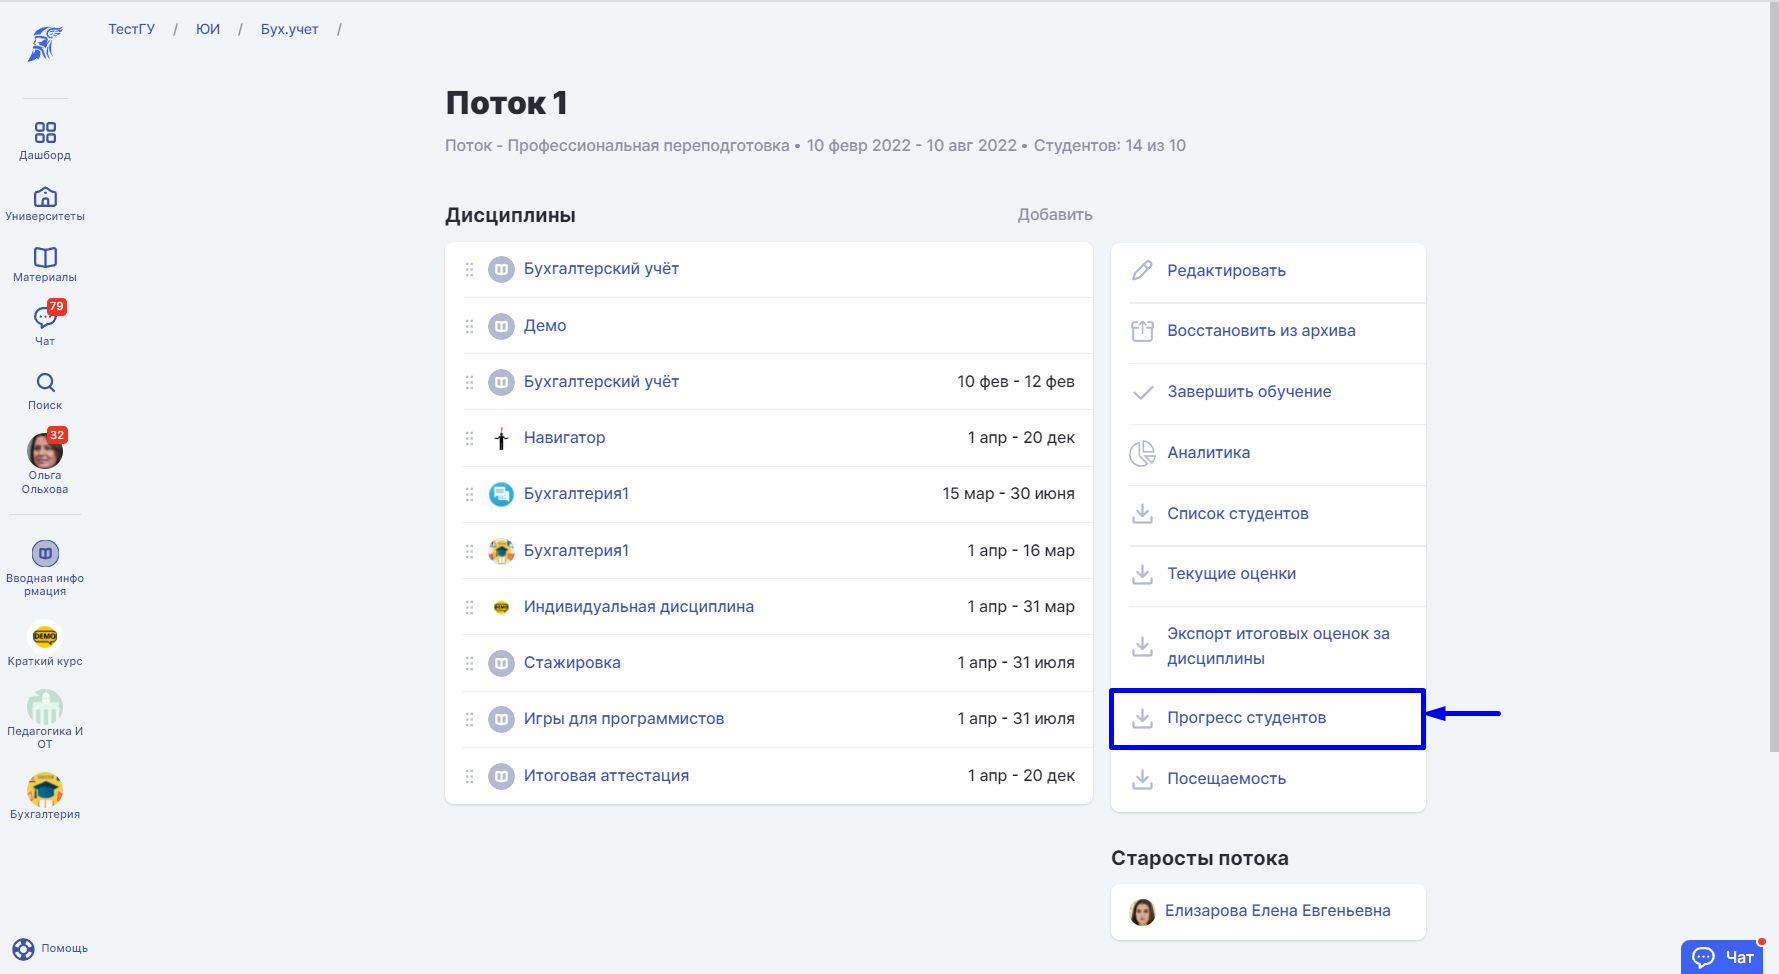 ТестГУ / ЮИ / Бух.учет /
Дашборд
Университеты
Материалы
79
Чат
Поиск
32
Ольга
Ольхова
Вводная инфо
рмация
DEMO
Краткий курс
Педагогика И
ОТ
Бухгалтерия
Помощь
Поток 1
Поток - Профессиональная переподготовка • 10 февр 2022 - 10 авг 2022 • Студентов: 14 из 10
Дисциплины
Добавить
Бухгалтерский учёт
Демо
Бухгалтерский учёт 10 фев - 12 фев
Навигатор 1 апр - 20 дек
Бухгалтерия1 15 мар - 30 июня
Бухгалтерия1 1 апр - 16 мар
Индивидуальная дисциплина 1 апр - 31 мар
Стажировка 1 апр - 31 июля
Игры для программистов 1 апр - 31 июля
Итоговая аттестация 1 апр - 20 дек
Редактировать
Восстановить из архива
Завершить обучение
Аналитика
Список студентов
Текущие оценки
Экспорт итоговых оценок за
дисциплины
Прогресс студентов
Посещаемость
Старосты потока
Елизарова Елена Евгеньевна
Чат